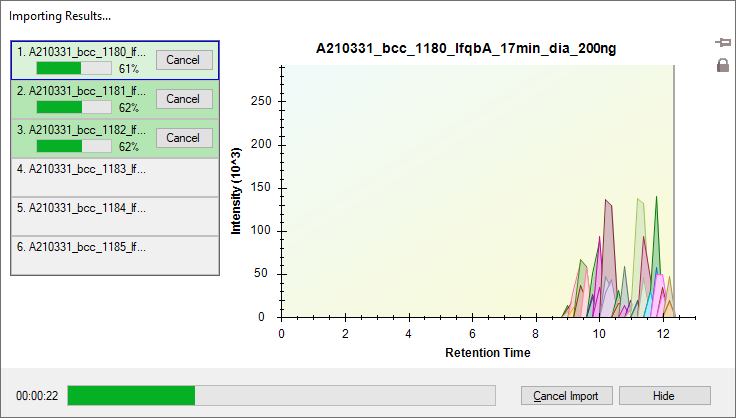 Importing Results...
1. A210331_bcc_1180_lf...
61%
Cancel
2. A210331_bcc_1181_lf...
62%
Cancel
3. A210331_bcc_1182_lf...
62%
Cancel
4. A210331_bcc_1183_lf...
5. A210331_bcc_1184_lf...
6. A210331_bcc_1185_lf...
A210331_bcc_1180_lfqbA_17min_dia_200ng
Intensity (10^3)
250
200
150
100
50
0
0 2 4 6 8 10 12
Retention Time
00:00:22
Cancel Import
Hide